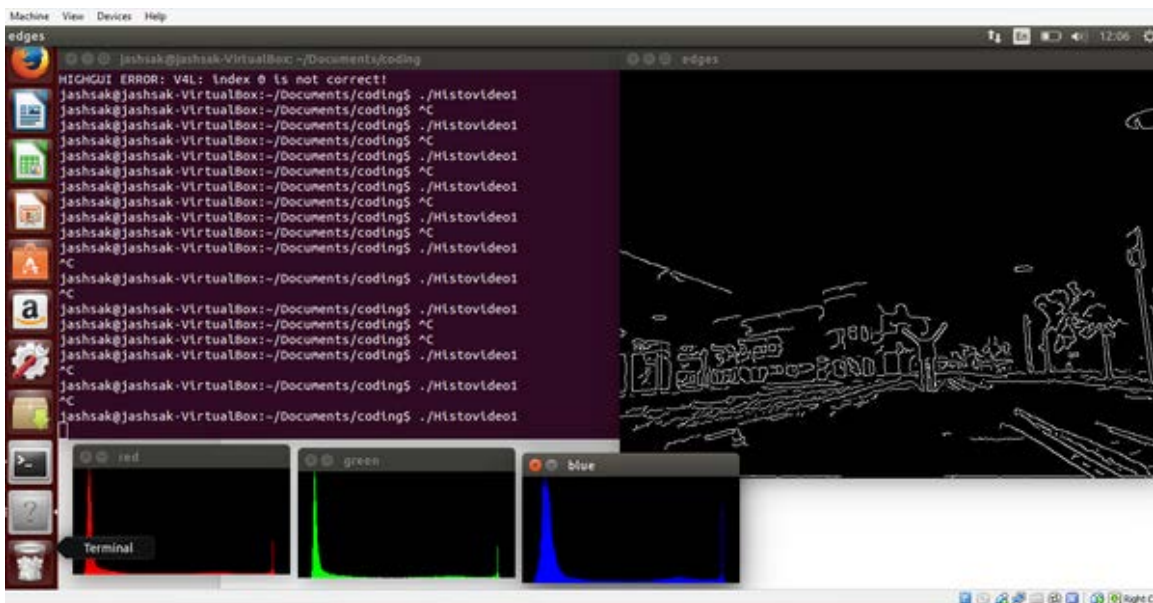 Machine View Devices Help
edges
En
12:06
jashsak@jashsak-VirtualBox: ~/Documents/coding
edges
HIGHGUI ERROR: V4L: index 0 is not correct!
jashsak@jashsak-VirtualBox:~/Documents/coding$ ./Histovideo1
jashsak@jashsak-VirtualBox:~/Documents/coding$ ^C
jashsak@jashsak-VirtualBox:~/Documents/coding$ ./Histovideo1
jashsak@jashsak-VirtualBox:~/Documents/coding$ ^C
jashsak@jashsak-VirtualBox:~/Documents/coding$ ./Histovideo1
jashsak@jashsak-VirtualBox:~/Documents/coding$ ^C
jashsak@jashsak-VirtualBox:~/Documents/coding$ ./Histovideo1
jashsak@jashsak-VirtualBox:~/Documents/coding$ ^C
jashsak@jashsak-VirtualBox:~/Documents/coding$ ./Histovideo1
jashsak@jashsak-VirtualBox:~/Documents/coding$ ^C
jashsak@jashsak-VirtualBox:~/Documents/coding$ ./Histovideo1
^C
jashsak@jashsak-VirtualBox:~/Documents/coding$ ./Histovideo1
^C
jashsak@jashsak-VirtualBox:~/Documents/coding$ ./Histovideo1
jashsak@jashsak-VirtualBox:~/Documents/coding$ ^C
jashsak@jashsak-VirtualBox:~/Documents/coding$ ^C
jashsak@jashsak-VirtualBox:~/Documents/coding$ ./Histovideo1
^C
jashsak@jashsak-VirtualBox:~/Documents/coding$ ./Histovideo1
^C
jashsak@jashsak-VirtualBox:~/Documents/coding$ ./Histovideo1
red
green
blue
Terminal
Right C